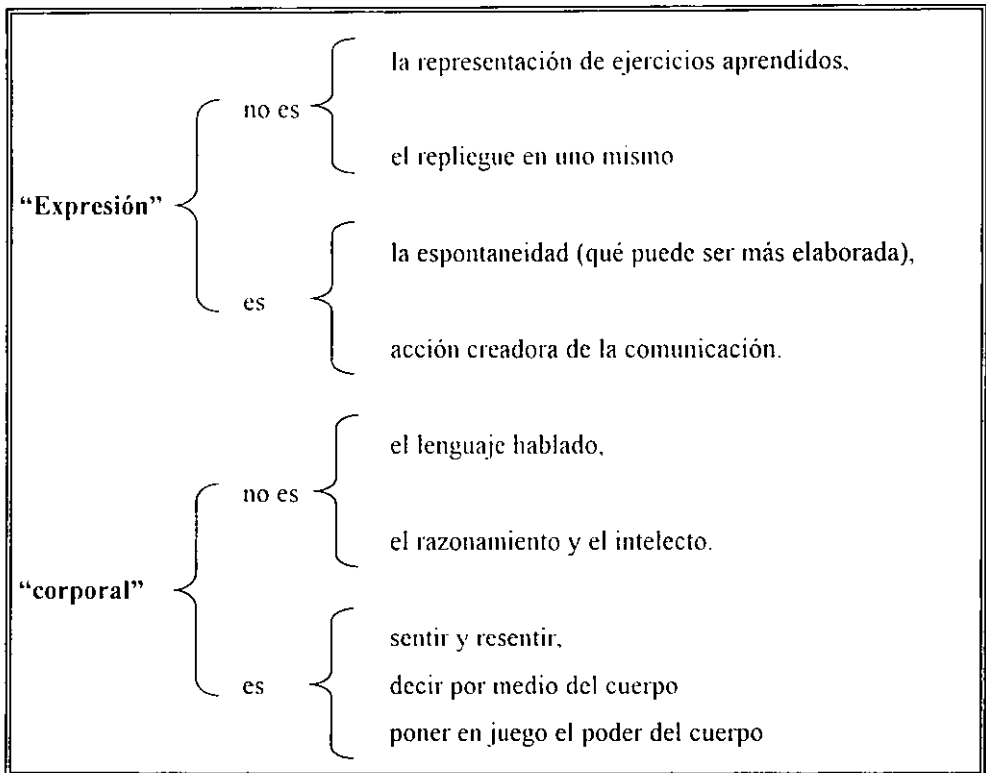 la representación de ejercicios aprendidos,
no es
el repliegue en uno mismo
“Expresión”
la espontaneidad (qué puede ser más elaborada),
es
acción creadora de la comunicación.
el lenguaje hablado,
no es
el razonamiento y el intelecto.
“corporal”
sentir y resentir,
es
decir por medio del cuerpo
poner en juego el poder del cuerpo